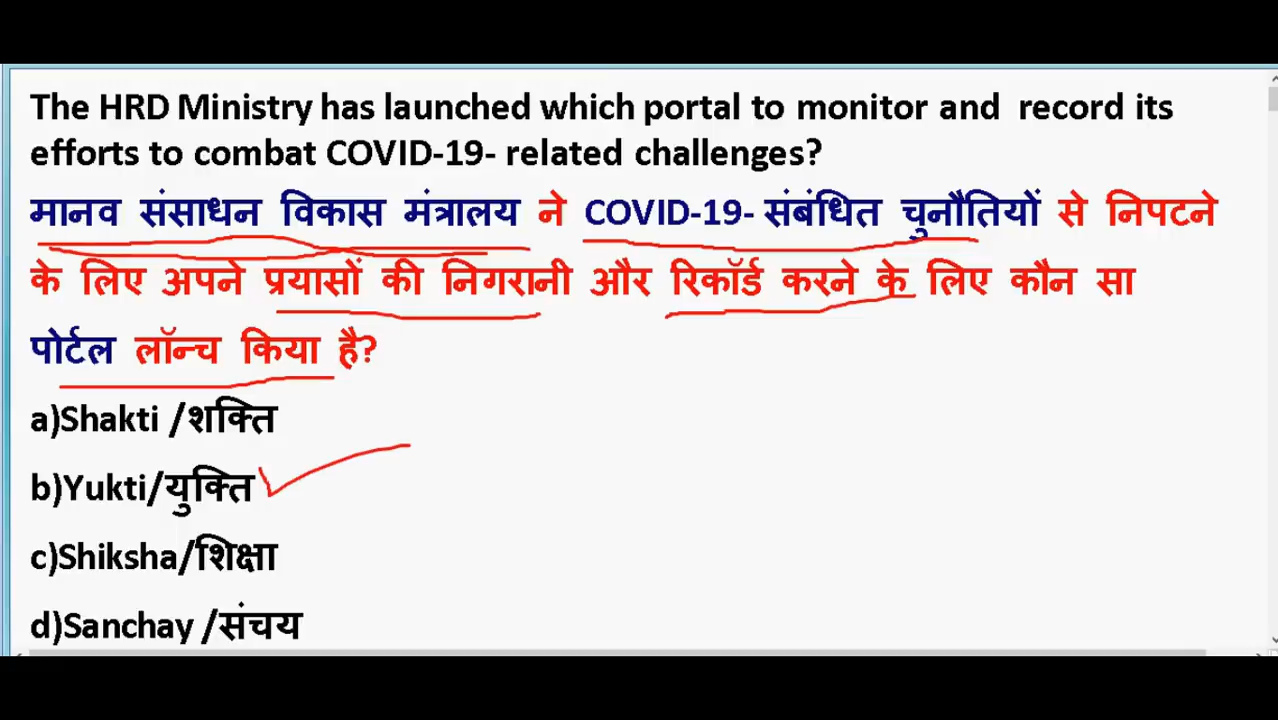 The HRD Ministry has launched which portal to monitor and record its
efforts to combat COVID-19- related challenges?
मानव संसाधन विकास मंत्रालय ने COVID-19- संबंधित चुनौतियों से निपटने
के लिए अपने प्रयासों की निगरानी और रिकॉर्ड करने के लिए कौन सा
पोर्टल लॉन्च किया है?
a)Shakti /शक्ति
b)Yukti/युक्ति
c)Shiksha/शिक्षा
d)Sanchay /संचय